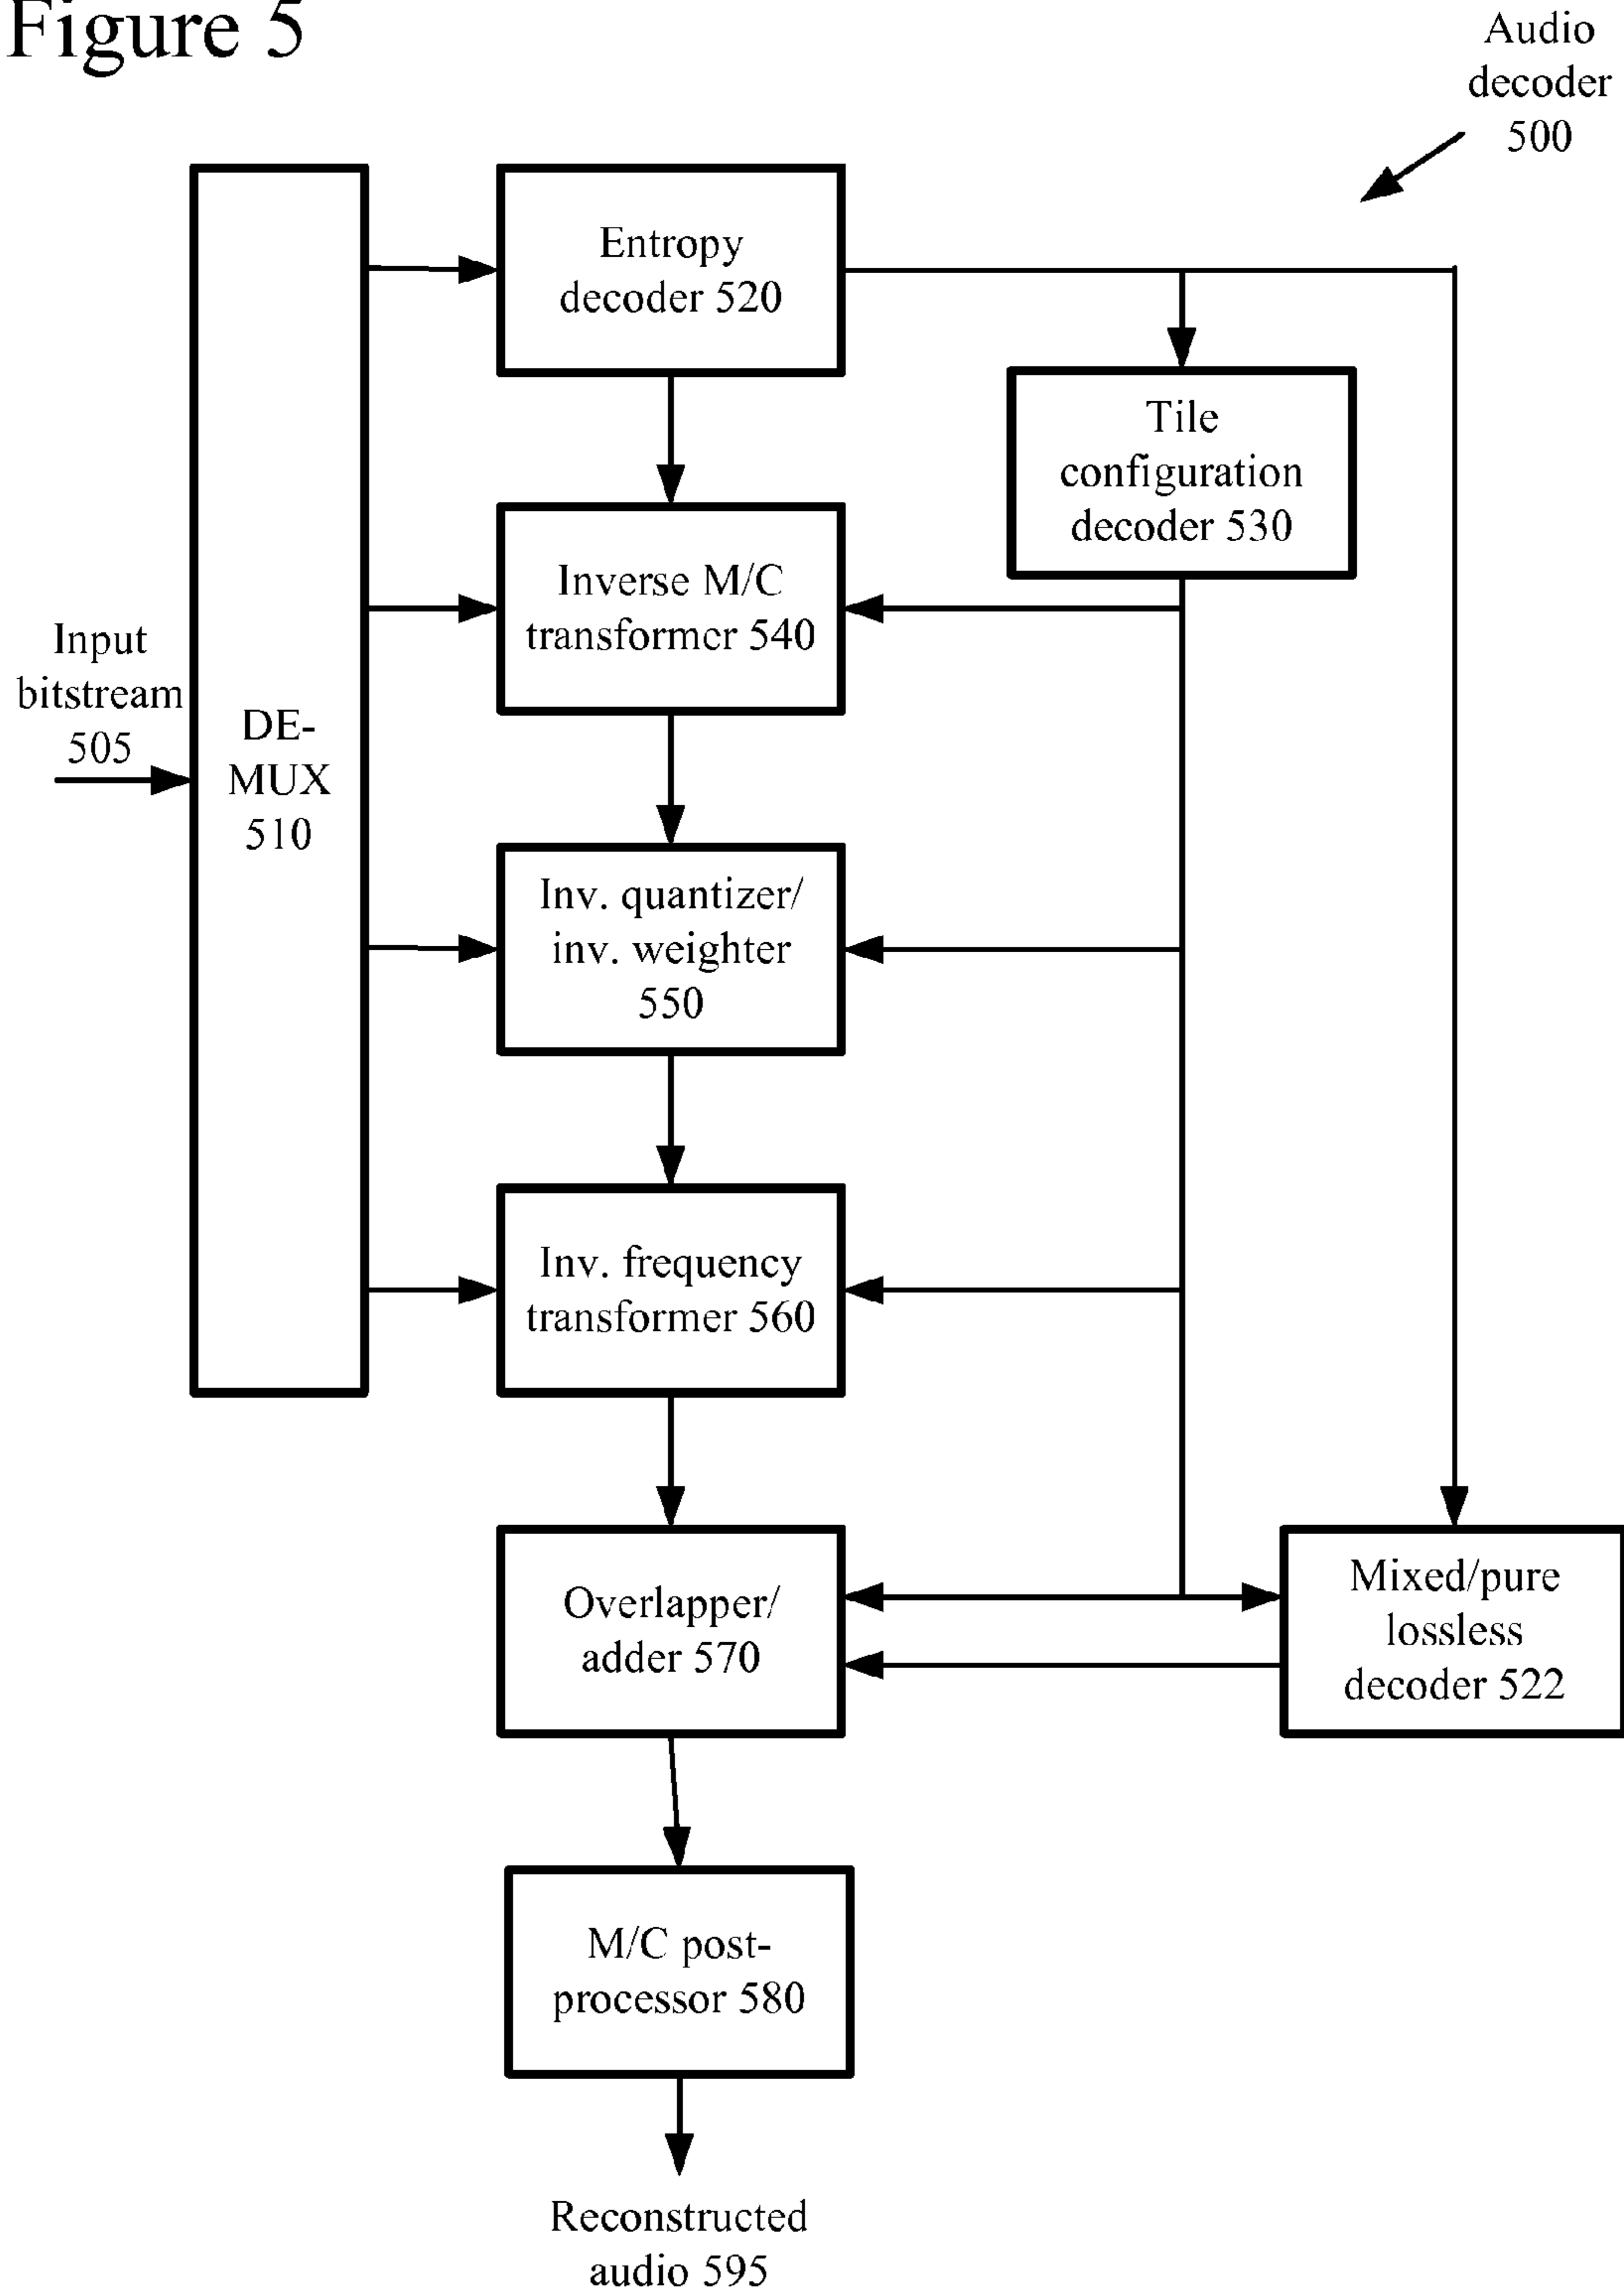 Figure 5
Audio
decoder
500
Entropy
decoder 520
Tile
configuration
decoder 530
Inverse M/C
transformer 540
Input
bitstream
505
DE-
MUX
510
Inv. quantizer/
inv. weighter
550
Inv. frequency
transformer 560
Overlapper/
adder 570
Mixed/pure
lossless
decoder 522
M/C post-
processor 580
Reconstructed
audio 595